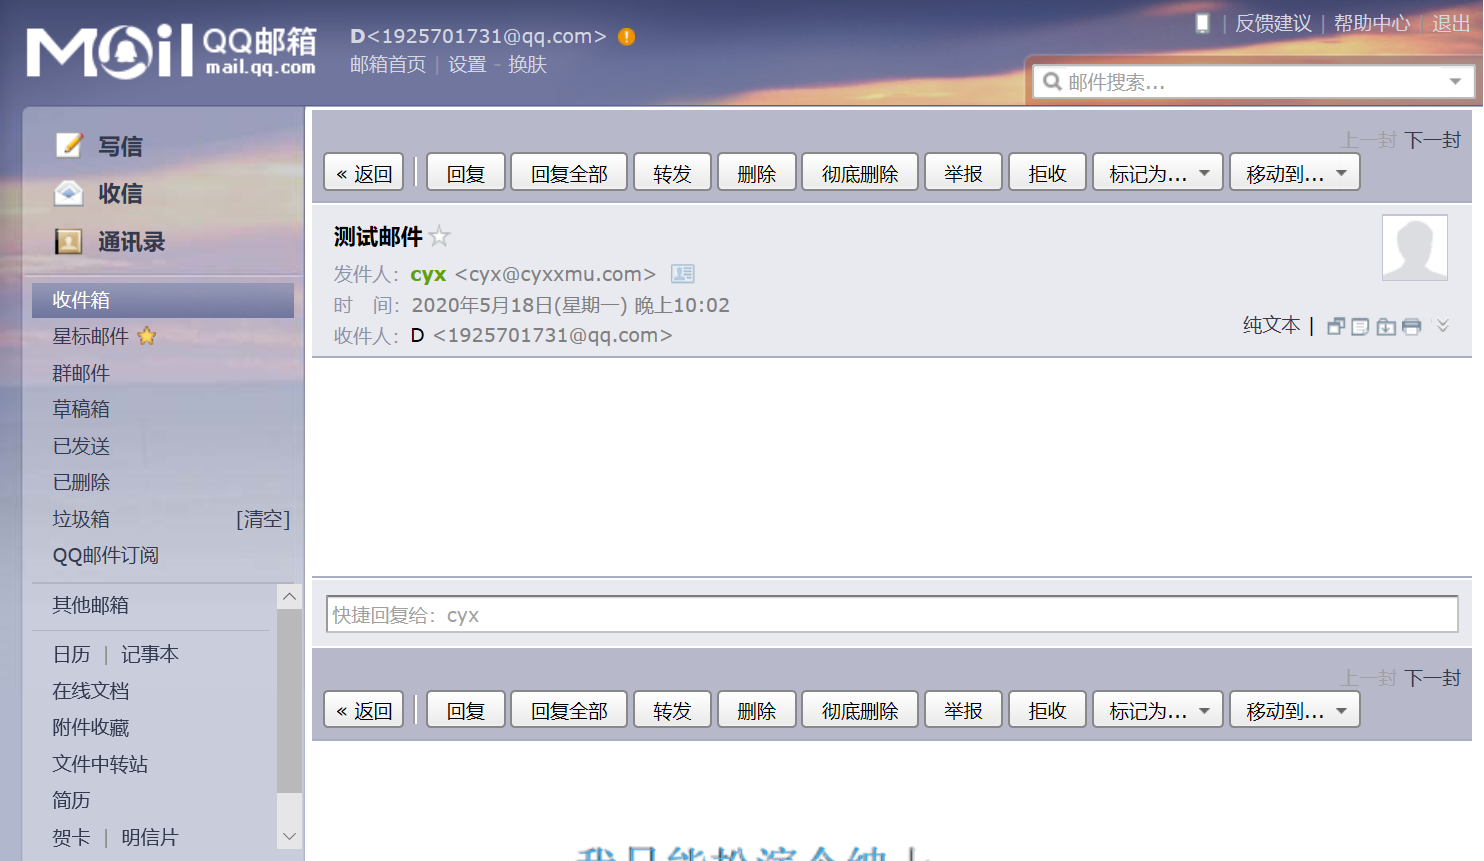 Mail QQ邮箱
mail.qq.com
D<1925701731@qq.com>
邮箱首页 | 设置 - 换肤
| 反馈建议 | 帮助中心 | 退出
邮件搜索...
写信
收信
通讯录
收件箱
星标邮件
群邮件
草稿箱
已发送
已删除
垃圾箱 [清空]
QQ邮件订阅
其他邮箱
日历 | 记事本
在线文档
附件收藏
文件中转站
简历
贺卡 | 明信片
上一封 下一封
« 返回 回复 回复全部 转发 删除 彻底删除 举报 拒收 标记为... 移动到...
测试邮件
发件人: cyx <cyx@cyxxmu.com>
时 间: 2020年5月18日(星期一) 晚上10:02
收件人: D <1925701731@qq.com>
纯文本 |
快捷回复给: cyx
上一封 下一封
« 返回 回复 回复全部 转发 删除 彻底删除 举报 拒收 标记为... 移动到...